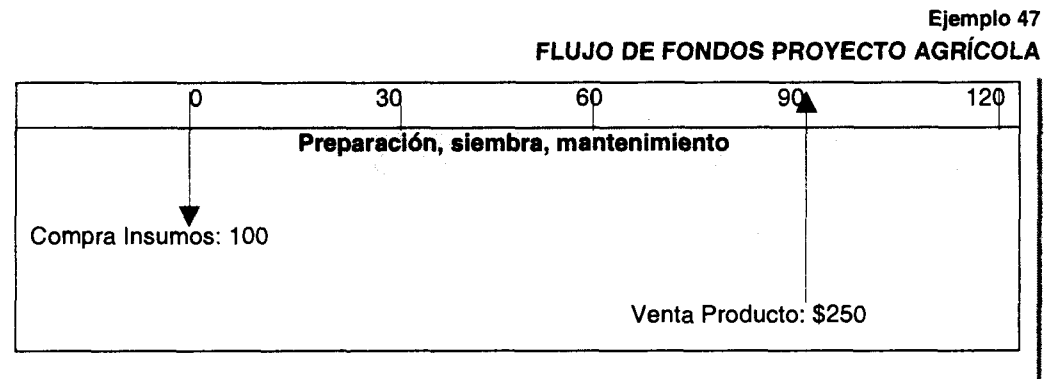 Ejemplo 47
FLUJO DE FONDOS PROYECTO AGRÍCOLA
0 30 60 90 120
Preparación, siembra, mantenimiento
Compra Insumos: 100
Venta Producto: $250